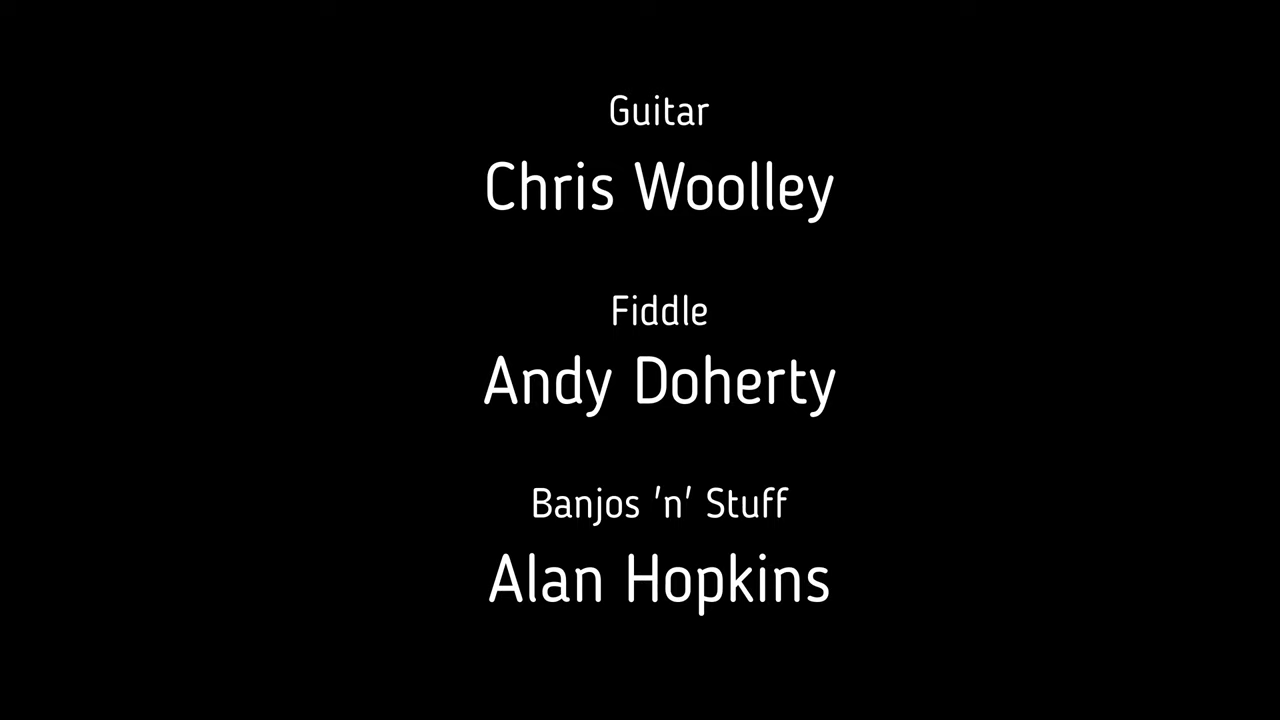 Guitar
Chris Woolley
Fiddle
Andy Doherty
Banjos 'n' Stuff
Alan Hopkins